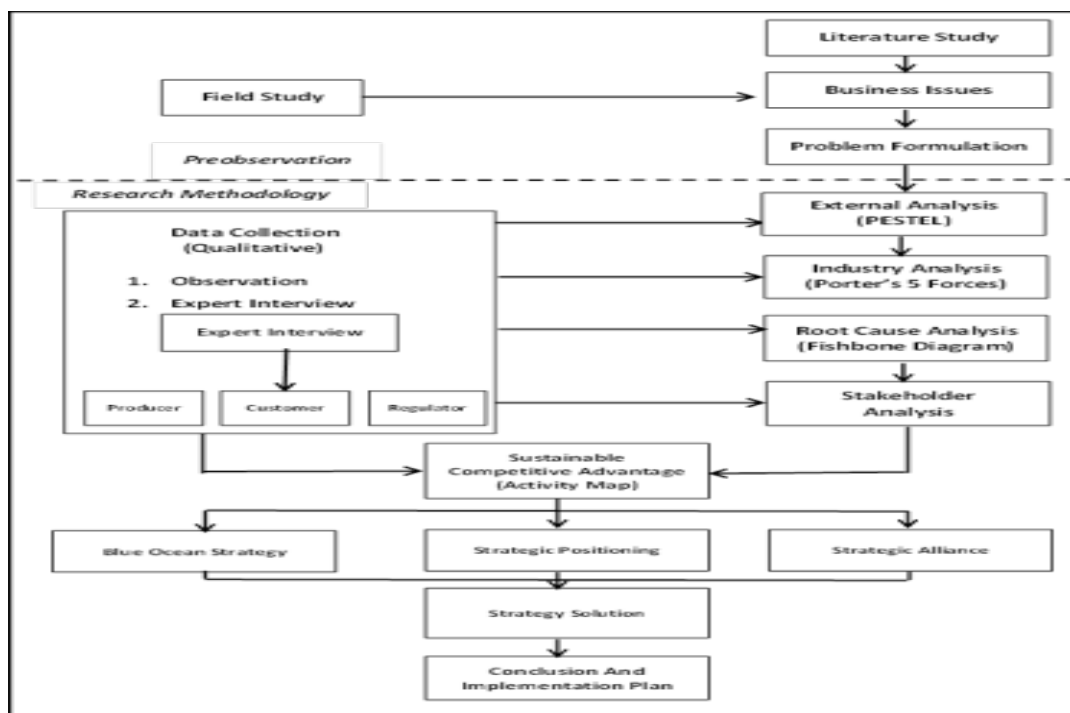 Literature Study
Field Study
Business Issues
Preobservation
Problem Formulation
Research Methodology
Data Collection
(Qualitative)
1. Observation
2. Expert Interview
Expert Interview
Producer
Customer
Regulator
External Analysis
(PESTEL)
Industry Analysis
(Porter's 5 Forces)
Root Cause Analysis
(Fishbone Diagram)
Stakeholder
Analysis
Sustainable
Competitive Advantage
(Activity Map)
Blue Ocean Strategy
Strategic Positioning
Strategic Alliance
Strategy Solution
Conclusion And
Implementation Plan